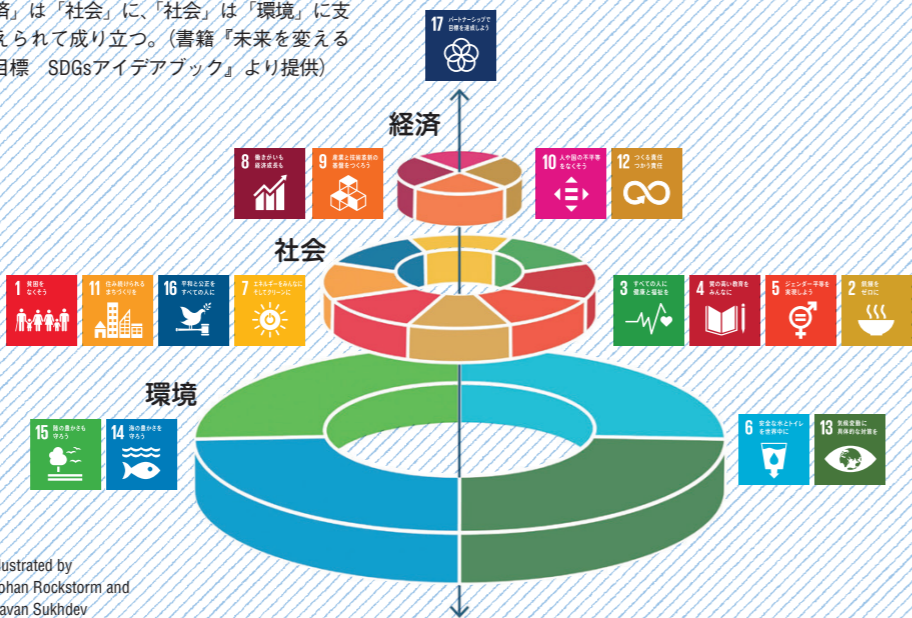 済」は「社会」に、「社会」は「環境」に支
えられて成り立つ。(書籍『未来を変える
目標　SDGsアイデアブック』より提供)
17 パートナーシップで
目標を達成しよう
経済
8 働きがいも
経済成長も
9 産業と技術革新の
基盤をつくろう
10 人や国の不平等
をなくそう
12 つくる責任
つかう責任
社会
1 貧困を
なくそう
11 住み続けられる
まちづくりを
16 平和と公正を
すべての人に
7 エネルギーをみんなに
そしてクリーンに
3 すべての人に
健康と福祉を
4 質の高い教育を
みんなに
5 ジェンダー平等を
実現しよう
2 飢餓を
ゼロに
環境
15 陸の豊かさも
守ろう
14 海の豊かさを
守ろう
6 安全な水とトイレ
を世界中に
13 気候変動に
具体的な対策を
ustrated by
ohan Rockstorm and
avan Sukhdev